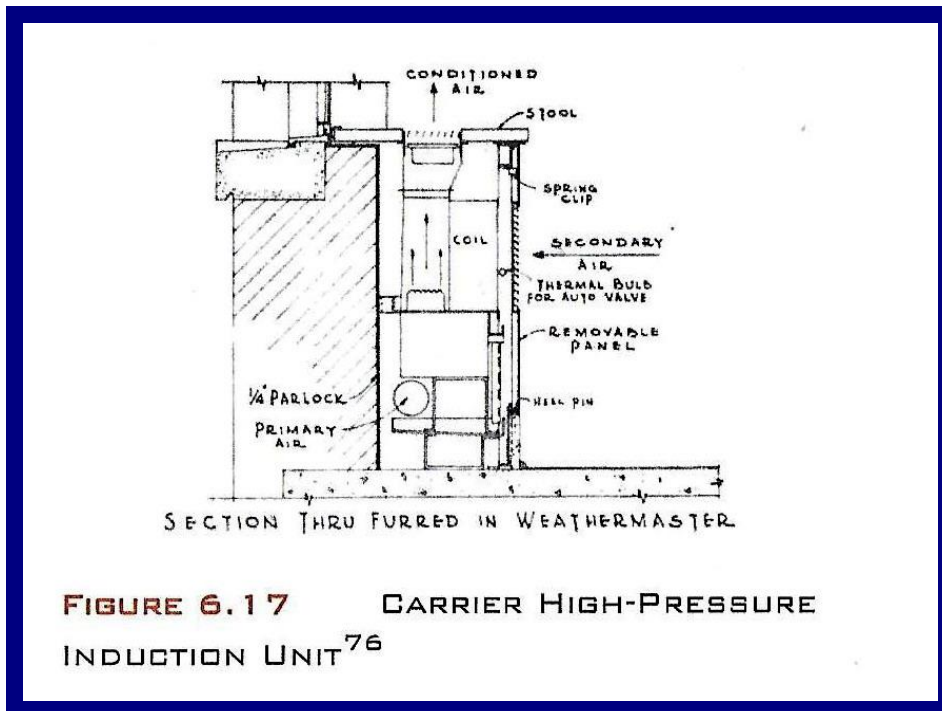 CONDITIONED
AIR
STOOL
SPRING
CLIP
COIL
SECONDARY
AIR
THERMAL BULB
FOR AUTO VALVE
REMOVABLE
PANEL
1/4" PARLOCK
HEEL PIN
PRIMARY
AIR
SECTION THRU FURRED IN WEATHERMASTER
FIGURE 6.17 CARRIER HIGH-PRESSURE
INDUCTION UNIT76